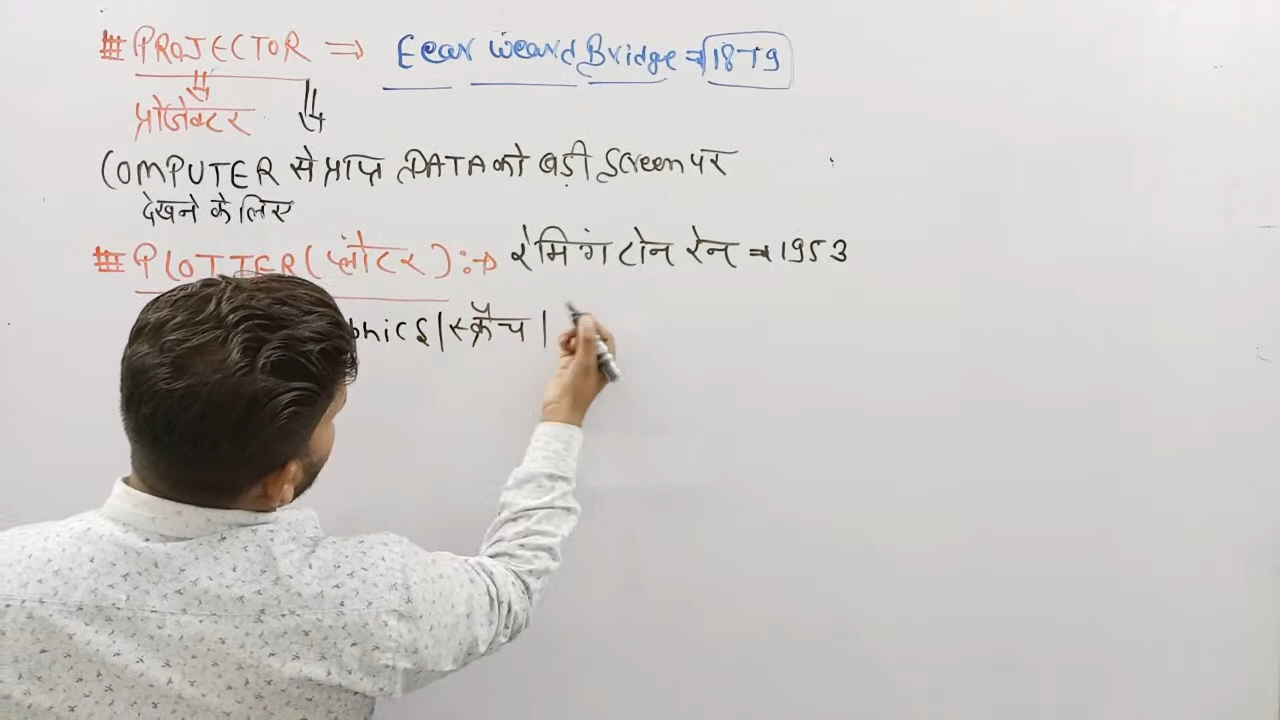 # PROJECTOR ⇒ Eear weard Bridge → 1879
प्रोजेक्टर
COMPUTER से प्राप्त DATA को बड़ी Screen पर
देखने के लिए
# PLOTTER (प्लॉटर) :→ रेमिंगटोन रेन → 1953
phics | स्क्रैच |